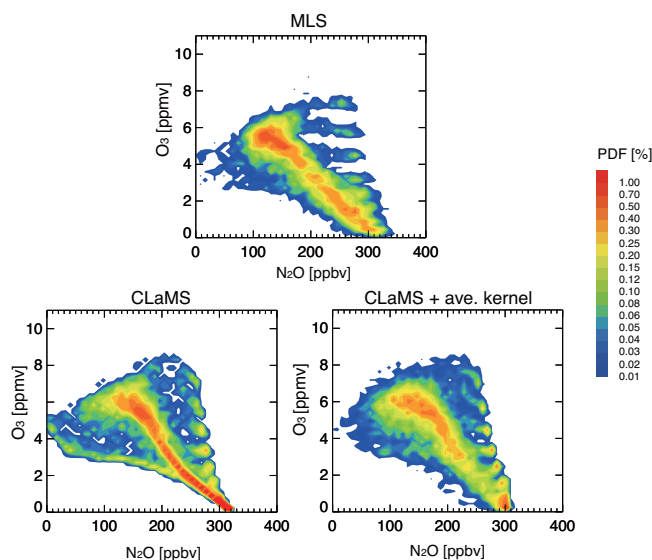 MLS
10
8
6
4
2
0
O3 [ppmv]
0 100 200 300 400
N2O [ppbv]
PDF [%]
1.00
0.70
0.50
0.40
0.30
0.25
0.20
0.15
0.12
0.10
0.08
0.06
0.05
0.04
0.03
0.02
0.01
CLaMS
10
8
6
4
2
0
O3 [ppmv]
0 100 200 300 400
N2O [ppbv]
CLaMS + ave. kernel
10
8
6
4
2
0
O3 [ppmv]
0 100 200 300 400
N2O [ppbv]